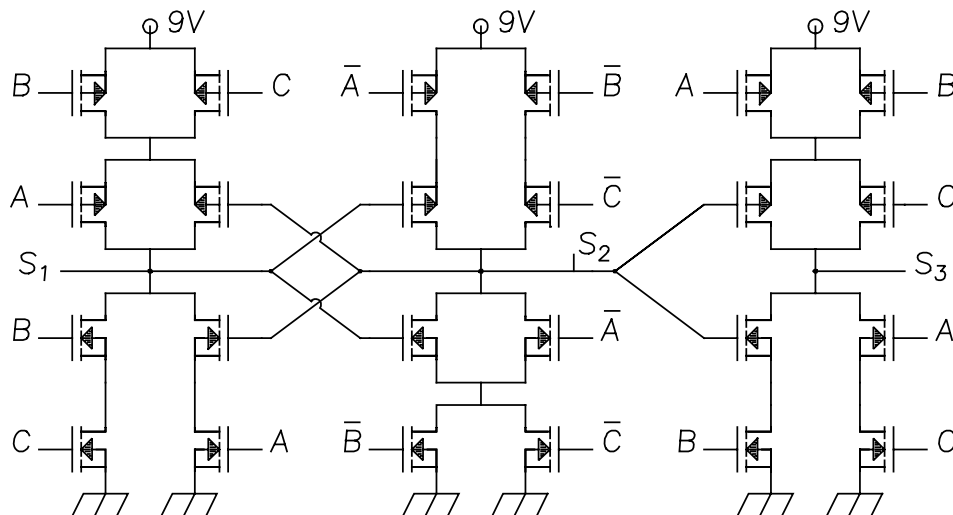 9V 9V 9V
B C A̅ B̅ A B
A C̅ C
S₁ S₂ S₃
B A̅ A
C A B̅ C̅ B C